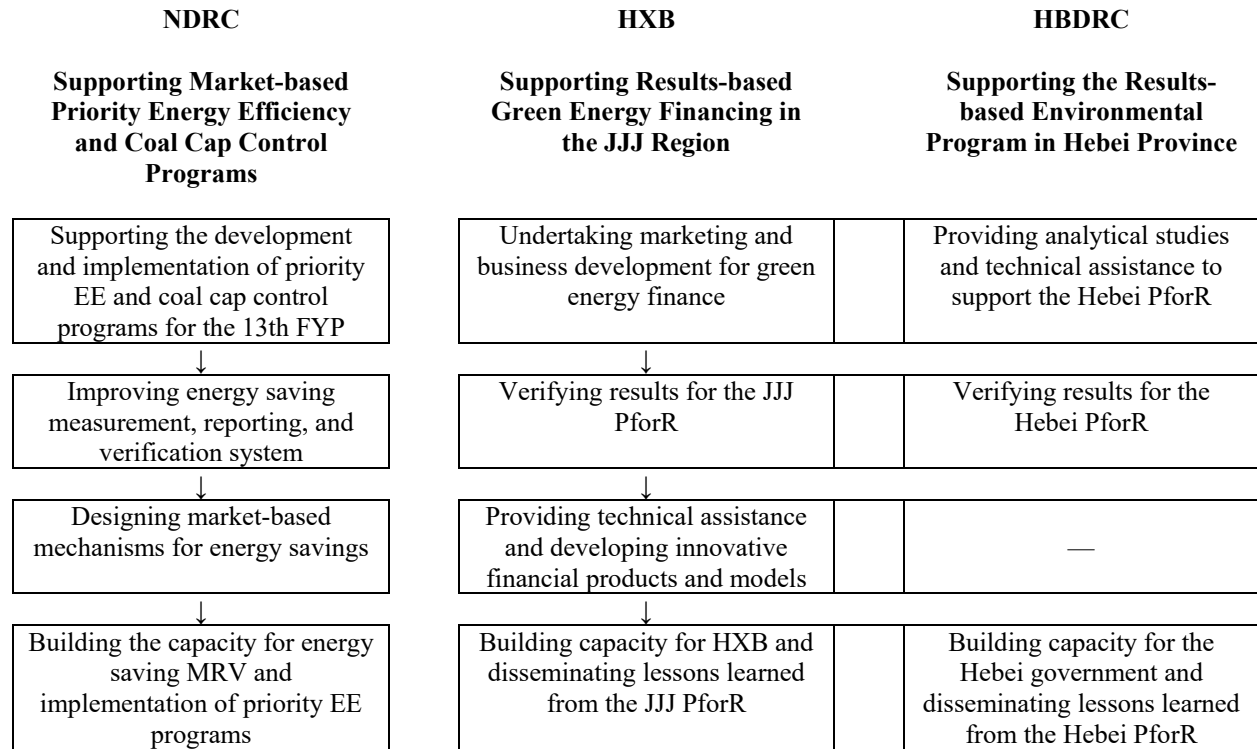 NDRC
Supporting Market-based
Priority Energy Efficiency
and Coal Cap Control
Programs
HXB
Supporting Results-based
Green Energy Financing in
the JJJ Region
HBDRC
Supporting the Results-
based Environmental
Program in Hebei Province
Supporting the development
and implementation of priority
EE and coal cap control
programs for the 13th FYP
Undertaking marketing and
business development for green
energy finance
Providing analytical studies
and technical assistance to
support the Hebei PforR
↓
↓
Improving energy saving
measurement, reporting, and
verification system
Verifying results for the JJJ
PforR
Verifying results for the
Hebei PforR
↓
↓
Designing market-based
mechanisms for energy savings
Providing technical assistance
and developing innovative
financial products and models
—
↓
↓
Building the capacity for energy
saving MRV and
implementation of priority EE
programs
Building capacity for HXB and
disseminating lessons learned
from the JJJ PforR
Building capacity for the
Hebei government and
disseminating lessons learned
from the Hebei PforR